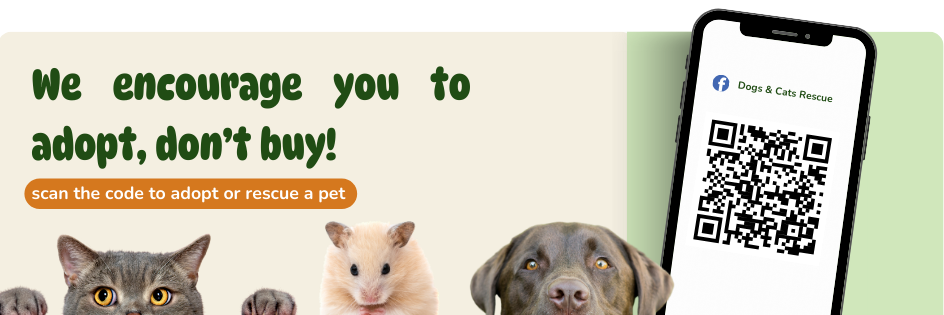 We encourage you to
adopt, don't buy!
scan the code to adopt or rescue a pet
Dogs & Cats Rescue